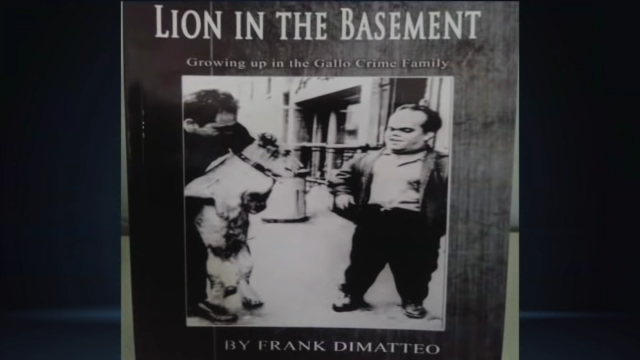 LION IN THE BASEMENT
Growing up in the Gallo Crime Family
BY FRANK DIMATTEO